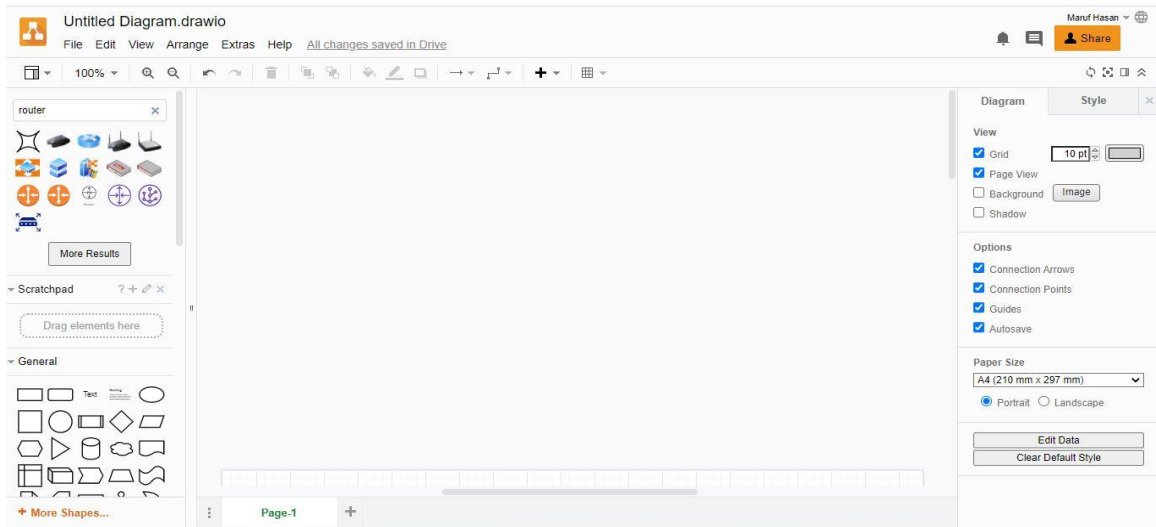 Untitled Diagram.drawio
File Edit View Arrange Extras Help All changes saved in Drive
Maruf Hasan
Share
100%
router
More Results
Scratchpad
?
Drag elements here
General
Text
Heading
More Shapes...
Page-1
Diagram Style
View
Grid 10 pt
Page View
Background Image
Shadow
Options
Connection Arrows
Connection Points
Guides
Autosave
Paper Size
A4 (210 mm x 297 mm)
Portrait Landscape
Edit Data
Clear Default Style